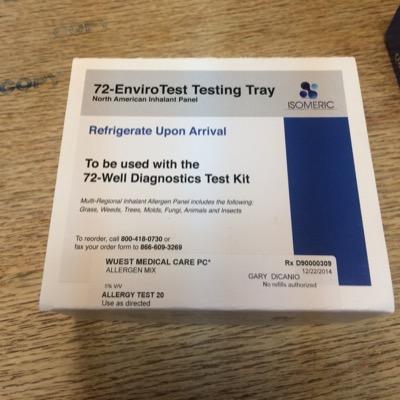 COPY
COPY
72-EnviroTest Testing Tray
North American Inhalant Panel
ISOMERIC
Refrigerate Upon Arrival
To be used with the
72-Well Diagnostics Test Kit
Multi-Regional Inhalant Allergen Panel includes the following:
Grass, Weeds, Trees, Molds, Fungi, Animals and Insects
To reorder, call 800-418-0730 or
fax your order form to 866-609-3269
WUEST MEDICAL CARE PC*
Rx D90000309
ALLERGEN MIX
12/22/2014
GARY DICANIO
No refills authorized
5% V/V
ALLERGY TEST 20
Use as directed